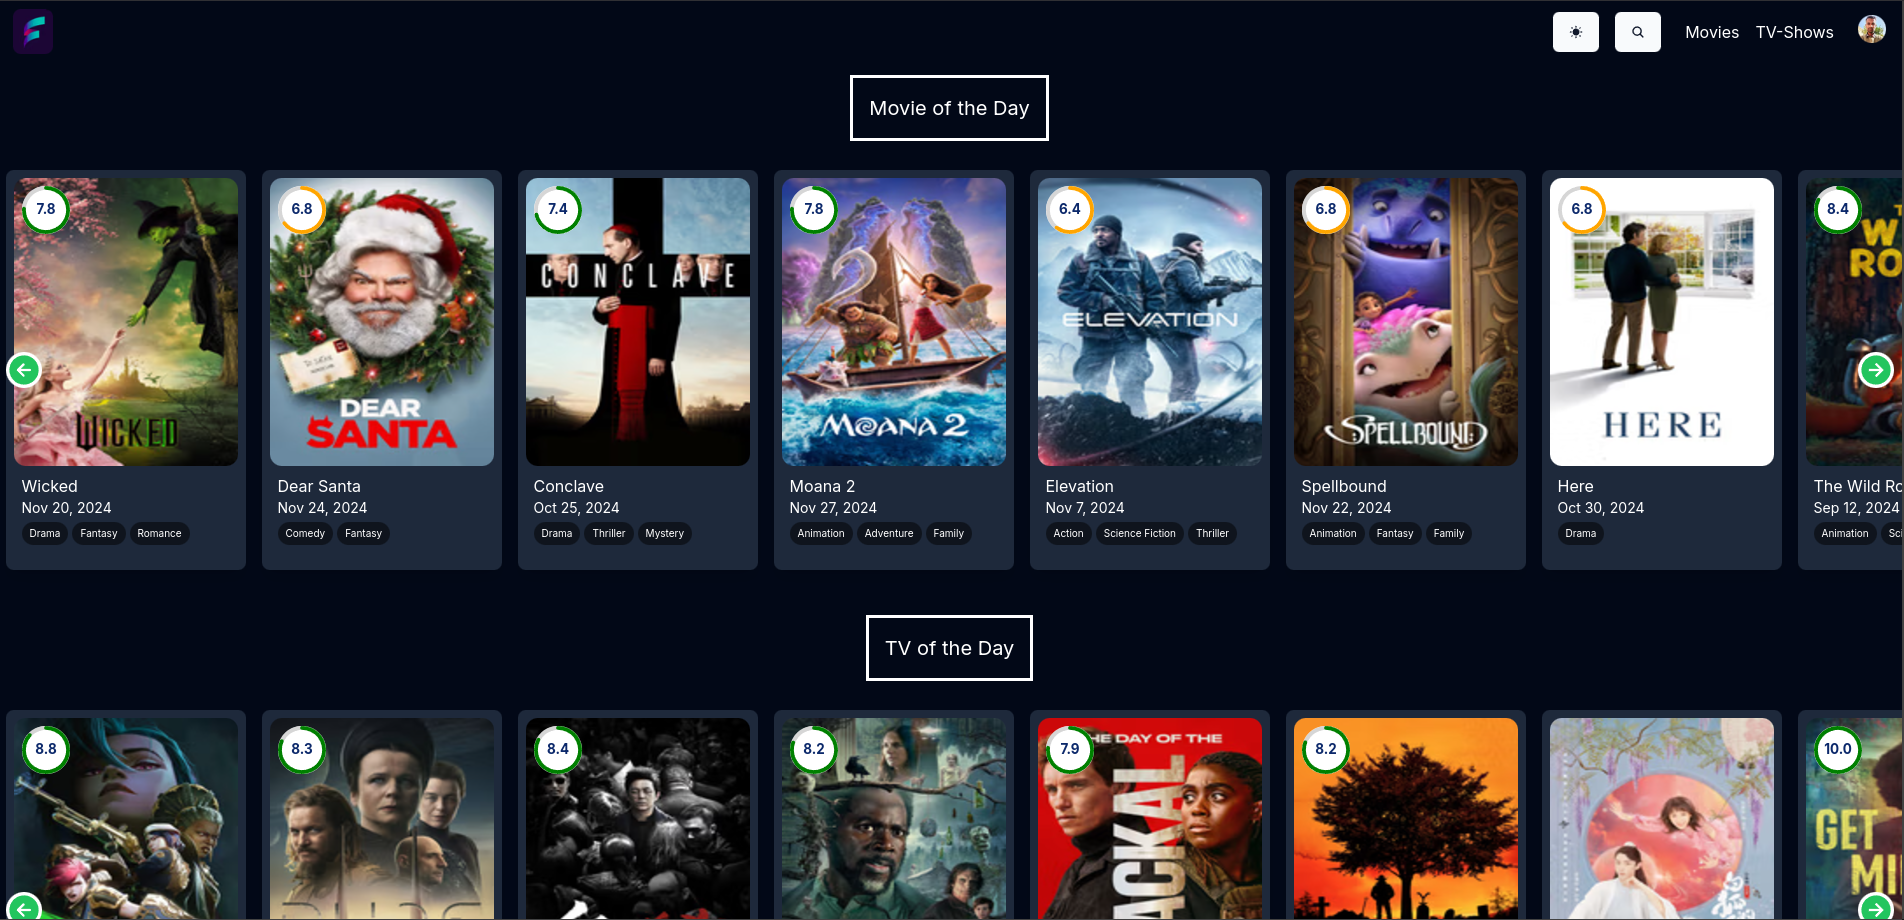 Movies TV-Shows
Movie of the Day
7.8
WICKED
Wicked
Nov 20, 2024
Drama Fantasy Romance
6.8
DEAR
SANTA
Dear Santa
Nov 24, 2024
Comedy Fantasy
7.4
CONCLAVE
Conclave
Oct 25, 2024
Drama Thriller Mystery
7.8
MOANA 2
Moana 2
Nov 27, 2024
Animation Adventure Family
6.4
ELEVATION
Elevation
Nov 7, 2024
Action Science Fiction Thriller
6.8
SPELLBOUND
Spellbound
Nov 22, 2024
Animation Fantasy Family
6.8
HERE
Here
Oct 30, 2024
Drama
8.4
W
RO
The Wild Ro
Sep 12, 2024
Animation Sci
TV of the Day
8.8
8.3
8.4
8.2
7.9
HE DAY OF THE
ACKAL
8.2
10.0
GET
MI